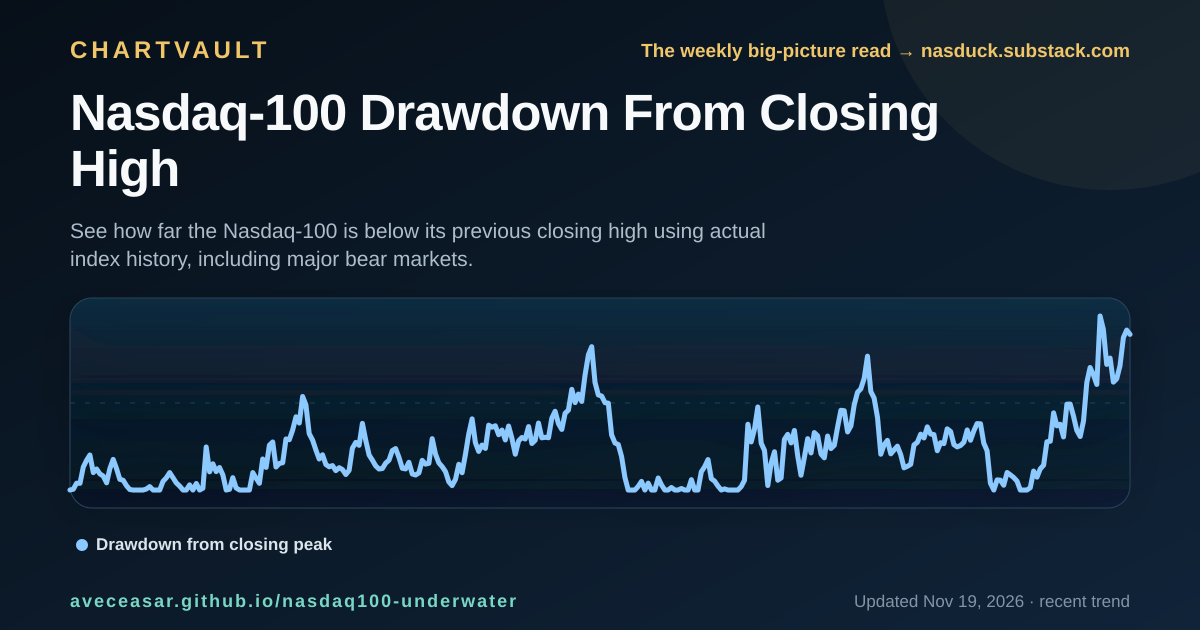 CHARTVAULT
The weekly big-picture read → nasduck.substack.com
Nasdaq-100 Drawdown From Closing
High
See how far the Nasdaq-100 is below its previous closing high using actual
index history, including major bear markets.
Drawdown from closing peak
aveceasar.github.io/nasdaq100-underwater
Updated Nov 19, 2026 · recent trend